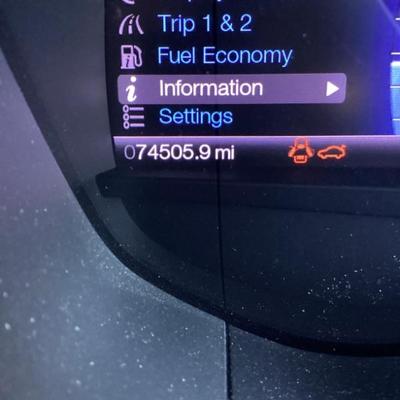 Trip 1 & 2
Fuel Economy
i Information
Settings
074505.9 mi